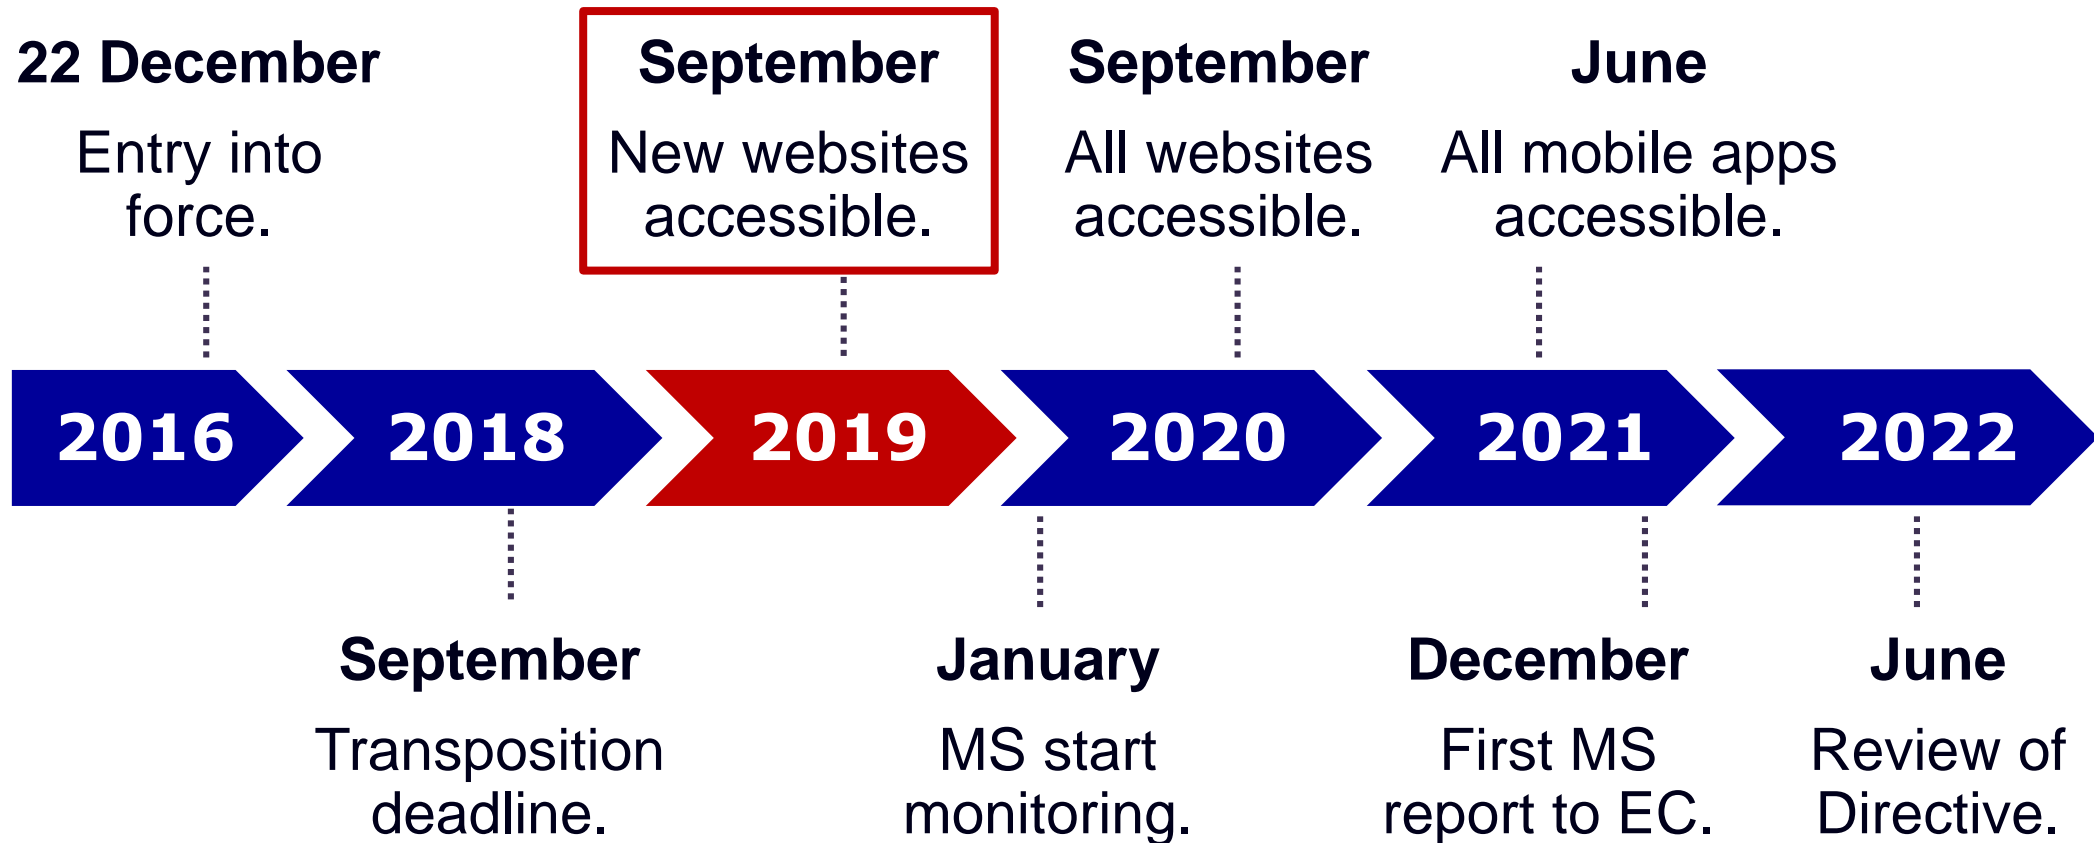 22 December
Entry into
force.
September
New websites
accessible.
September
All websites
accessible.
June
All mobile apps
accessible.
2016
2018
2019
2020
2021
2022
September
Transposition
deadline.
January
MS start
monitoring.
December
First MS
report to EC.
June
Review of
Directive.